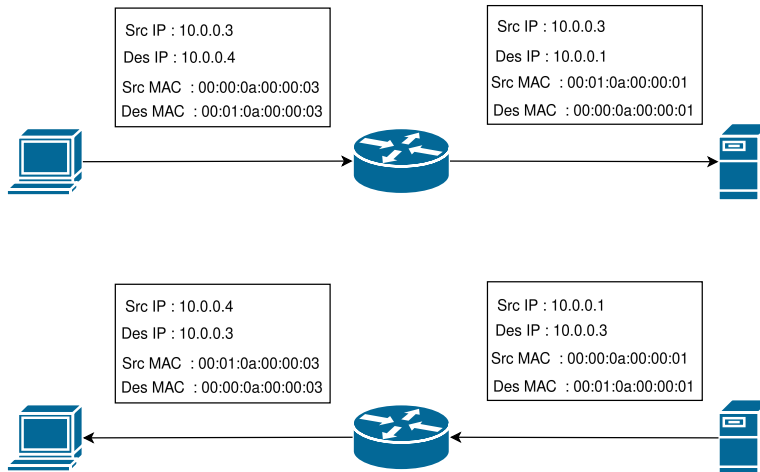 Src IP : 10.0.0.3
Des IP : 10.0.0.4
Src MAC : 00:00:0a:00:00:03
Des MAC : 00:01:0a:00:00:03
Src IP : 10.0.0.3
Des IP : 10.0.0.1
Src MAC : 00:01:0a:00:00:01
Des MAC : 00:00:0a:00:00:01
Src IP : 10.0.0.4
Des IP : 10.0.0.3
Src MAC : 00:01:0a:00:00:03
Des MAC : 00:00:0a:00:00:03
Src IP : 10.0.0.1
Des IP : 10.0.0.3
Src MAC : 00:00:0a:00:00:01
Des MAC : 00:01:0a:00:00:01